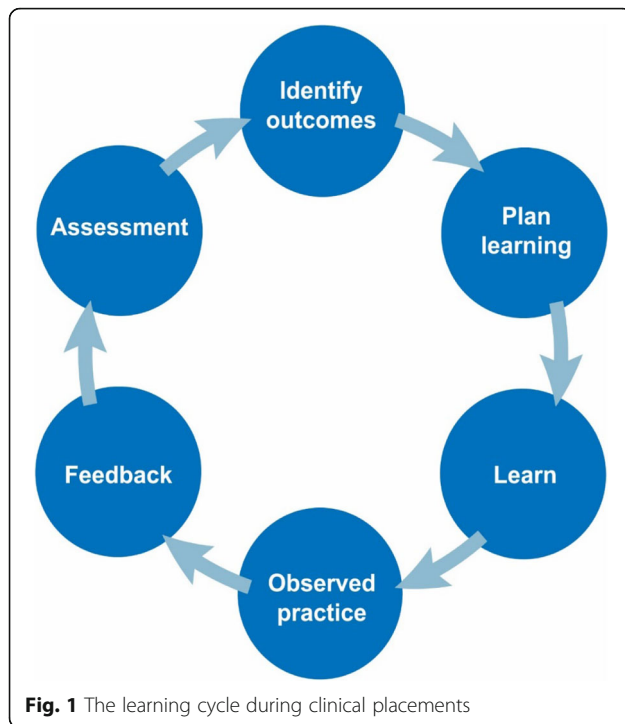 Identify
outcomes
Plan
learning
Learn
Observed
practice
Feedback
Assessment
Fig. 1 The learning cycle during clinical placements